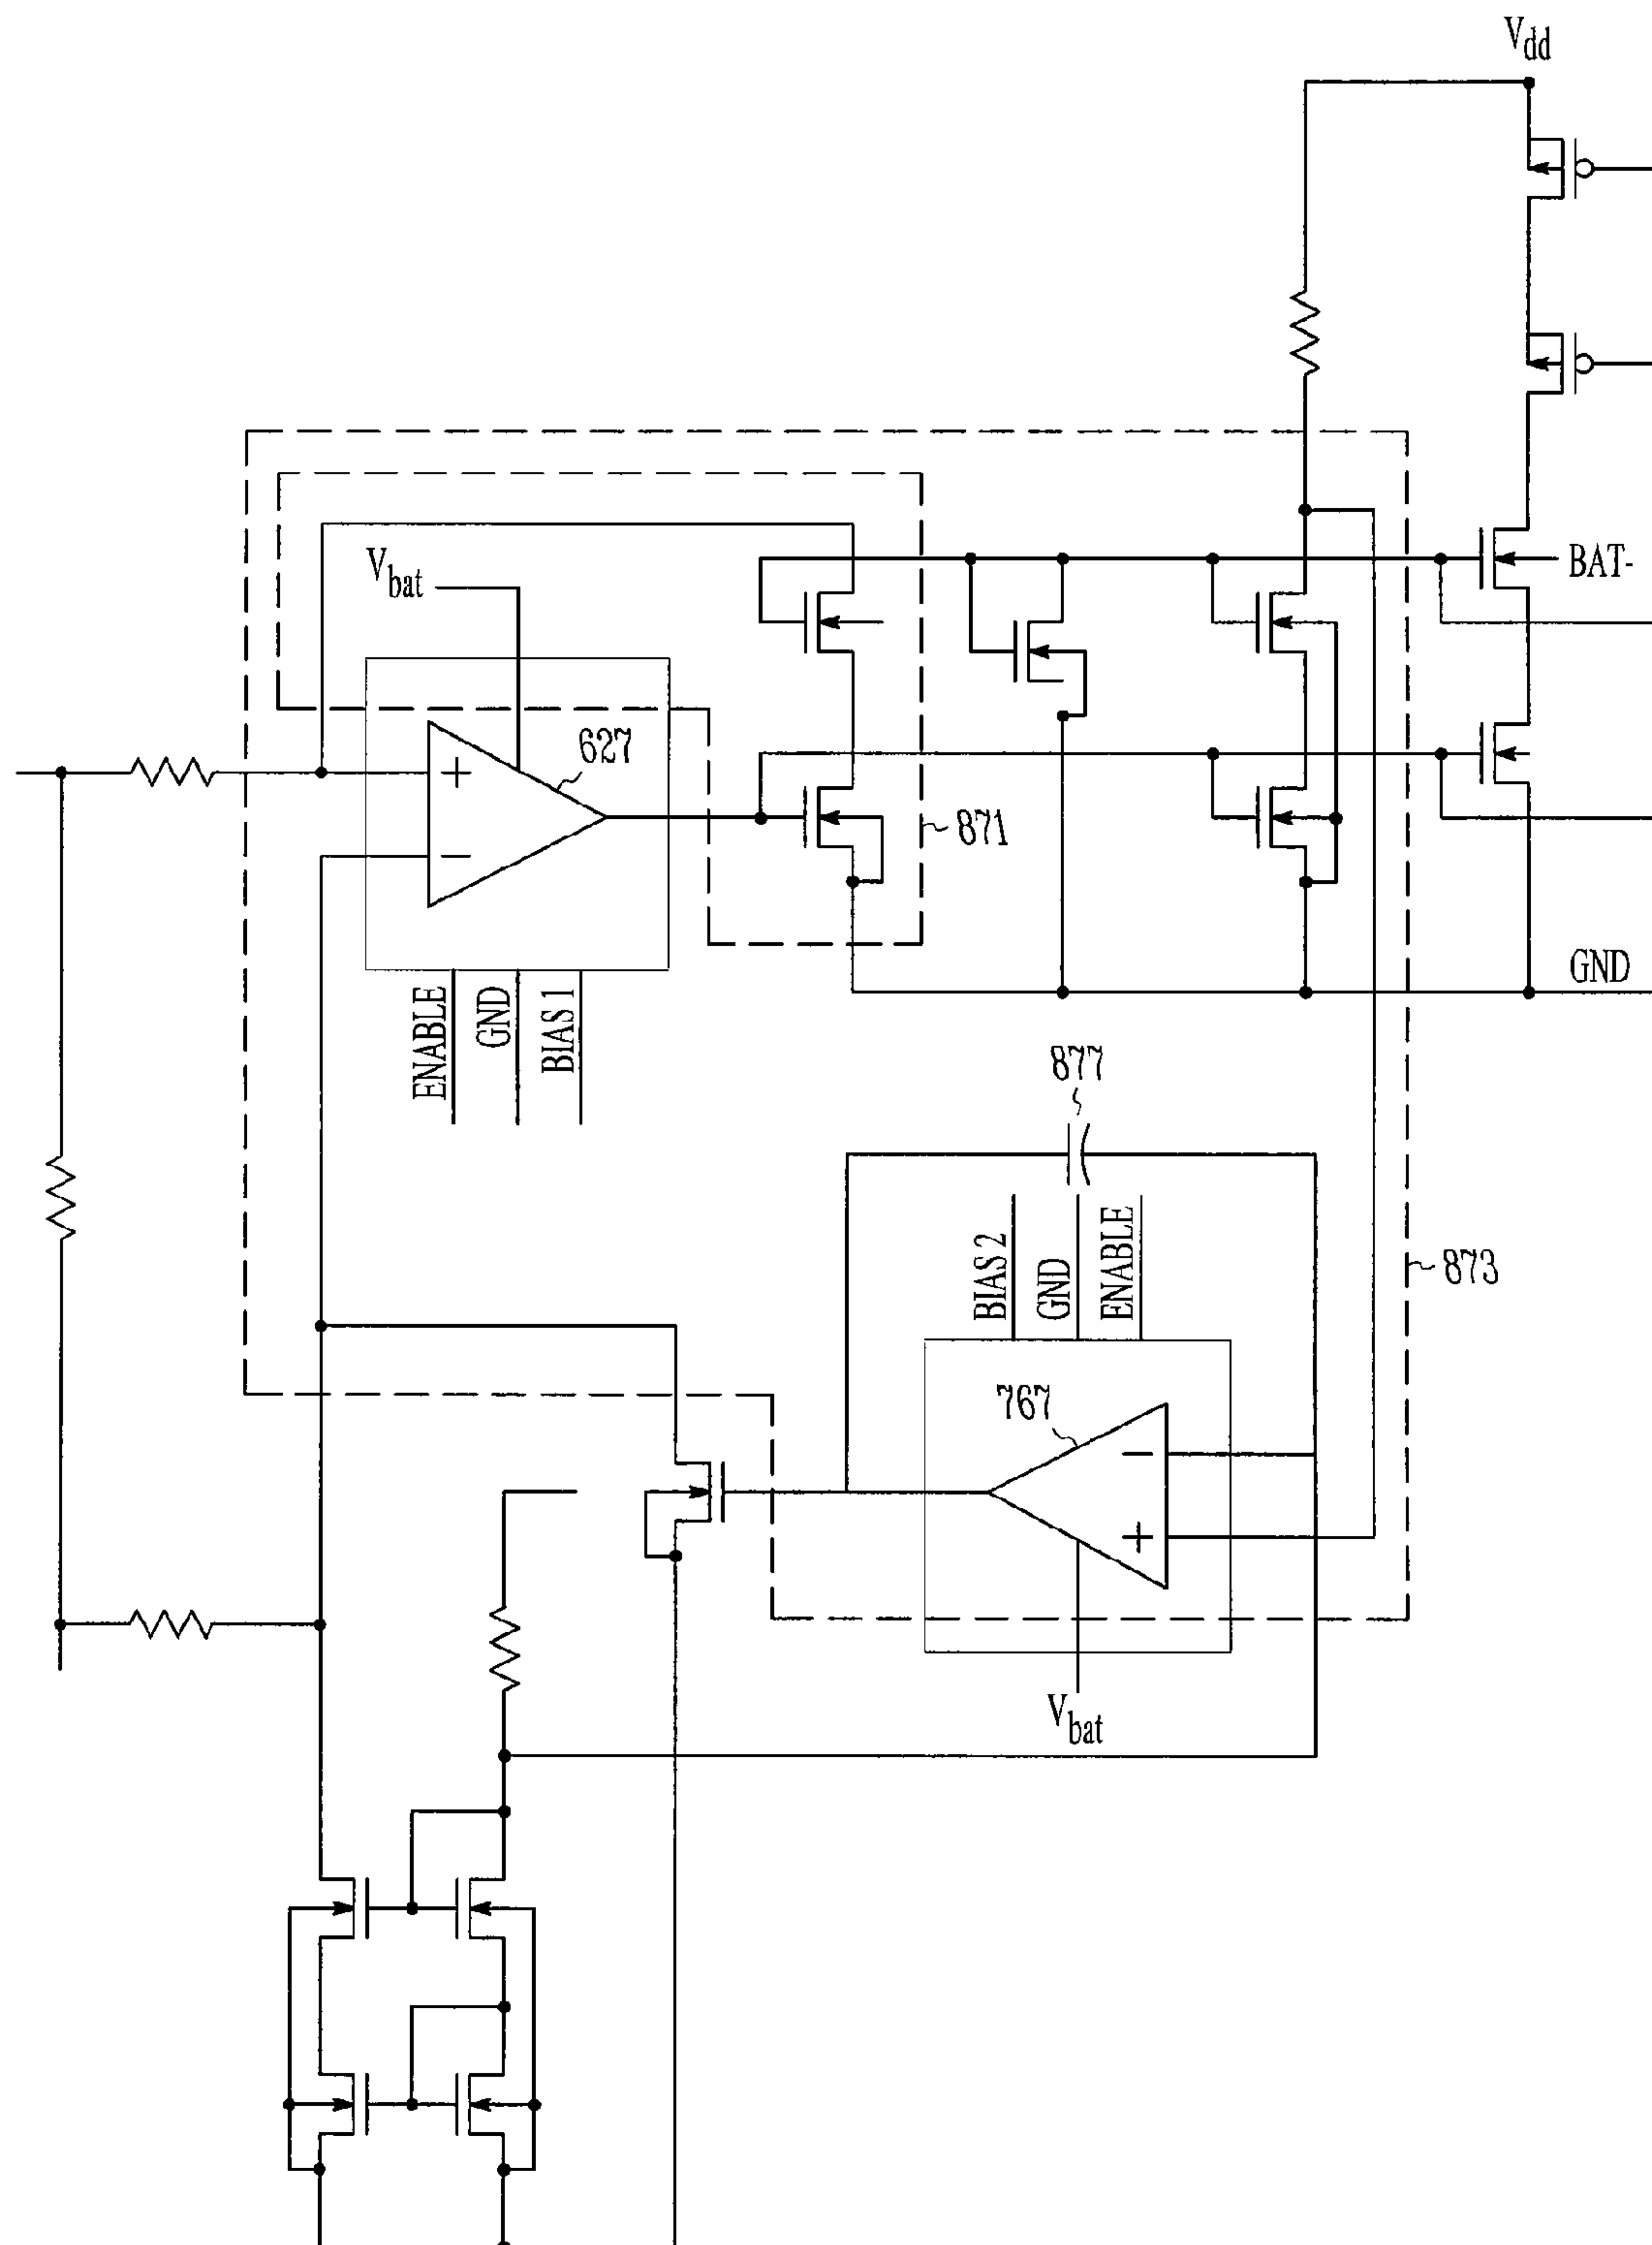 Vdd
Vbat
BAT-
627
871
GND
ENABLE
GND
BIAS 1
877
BIAS 2
GND
ENABLE
873
767
Vbat